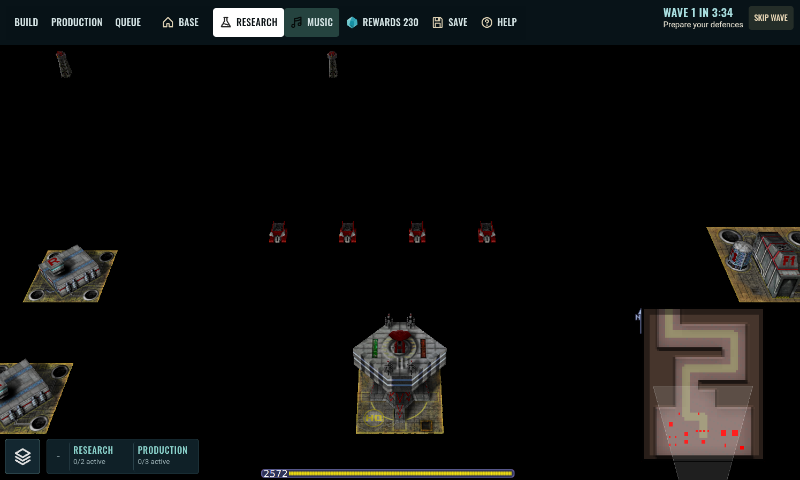 BUILD PRODUCTION QUEUE BASE RESEARCH MUSIC REWARDS 230 SAVE HELP
WAVE 1 IN 3:34
Prepare your defences
SKIP WAVE
F1
N
- RESEARCH PRODUCTION
0/2 active 0/3 active
2572